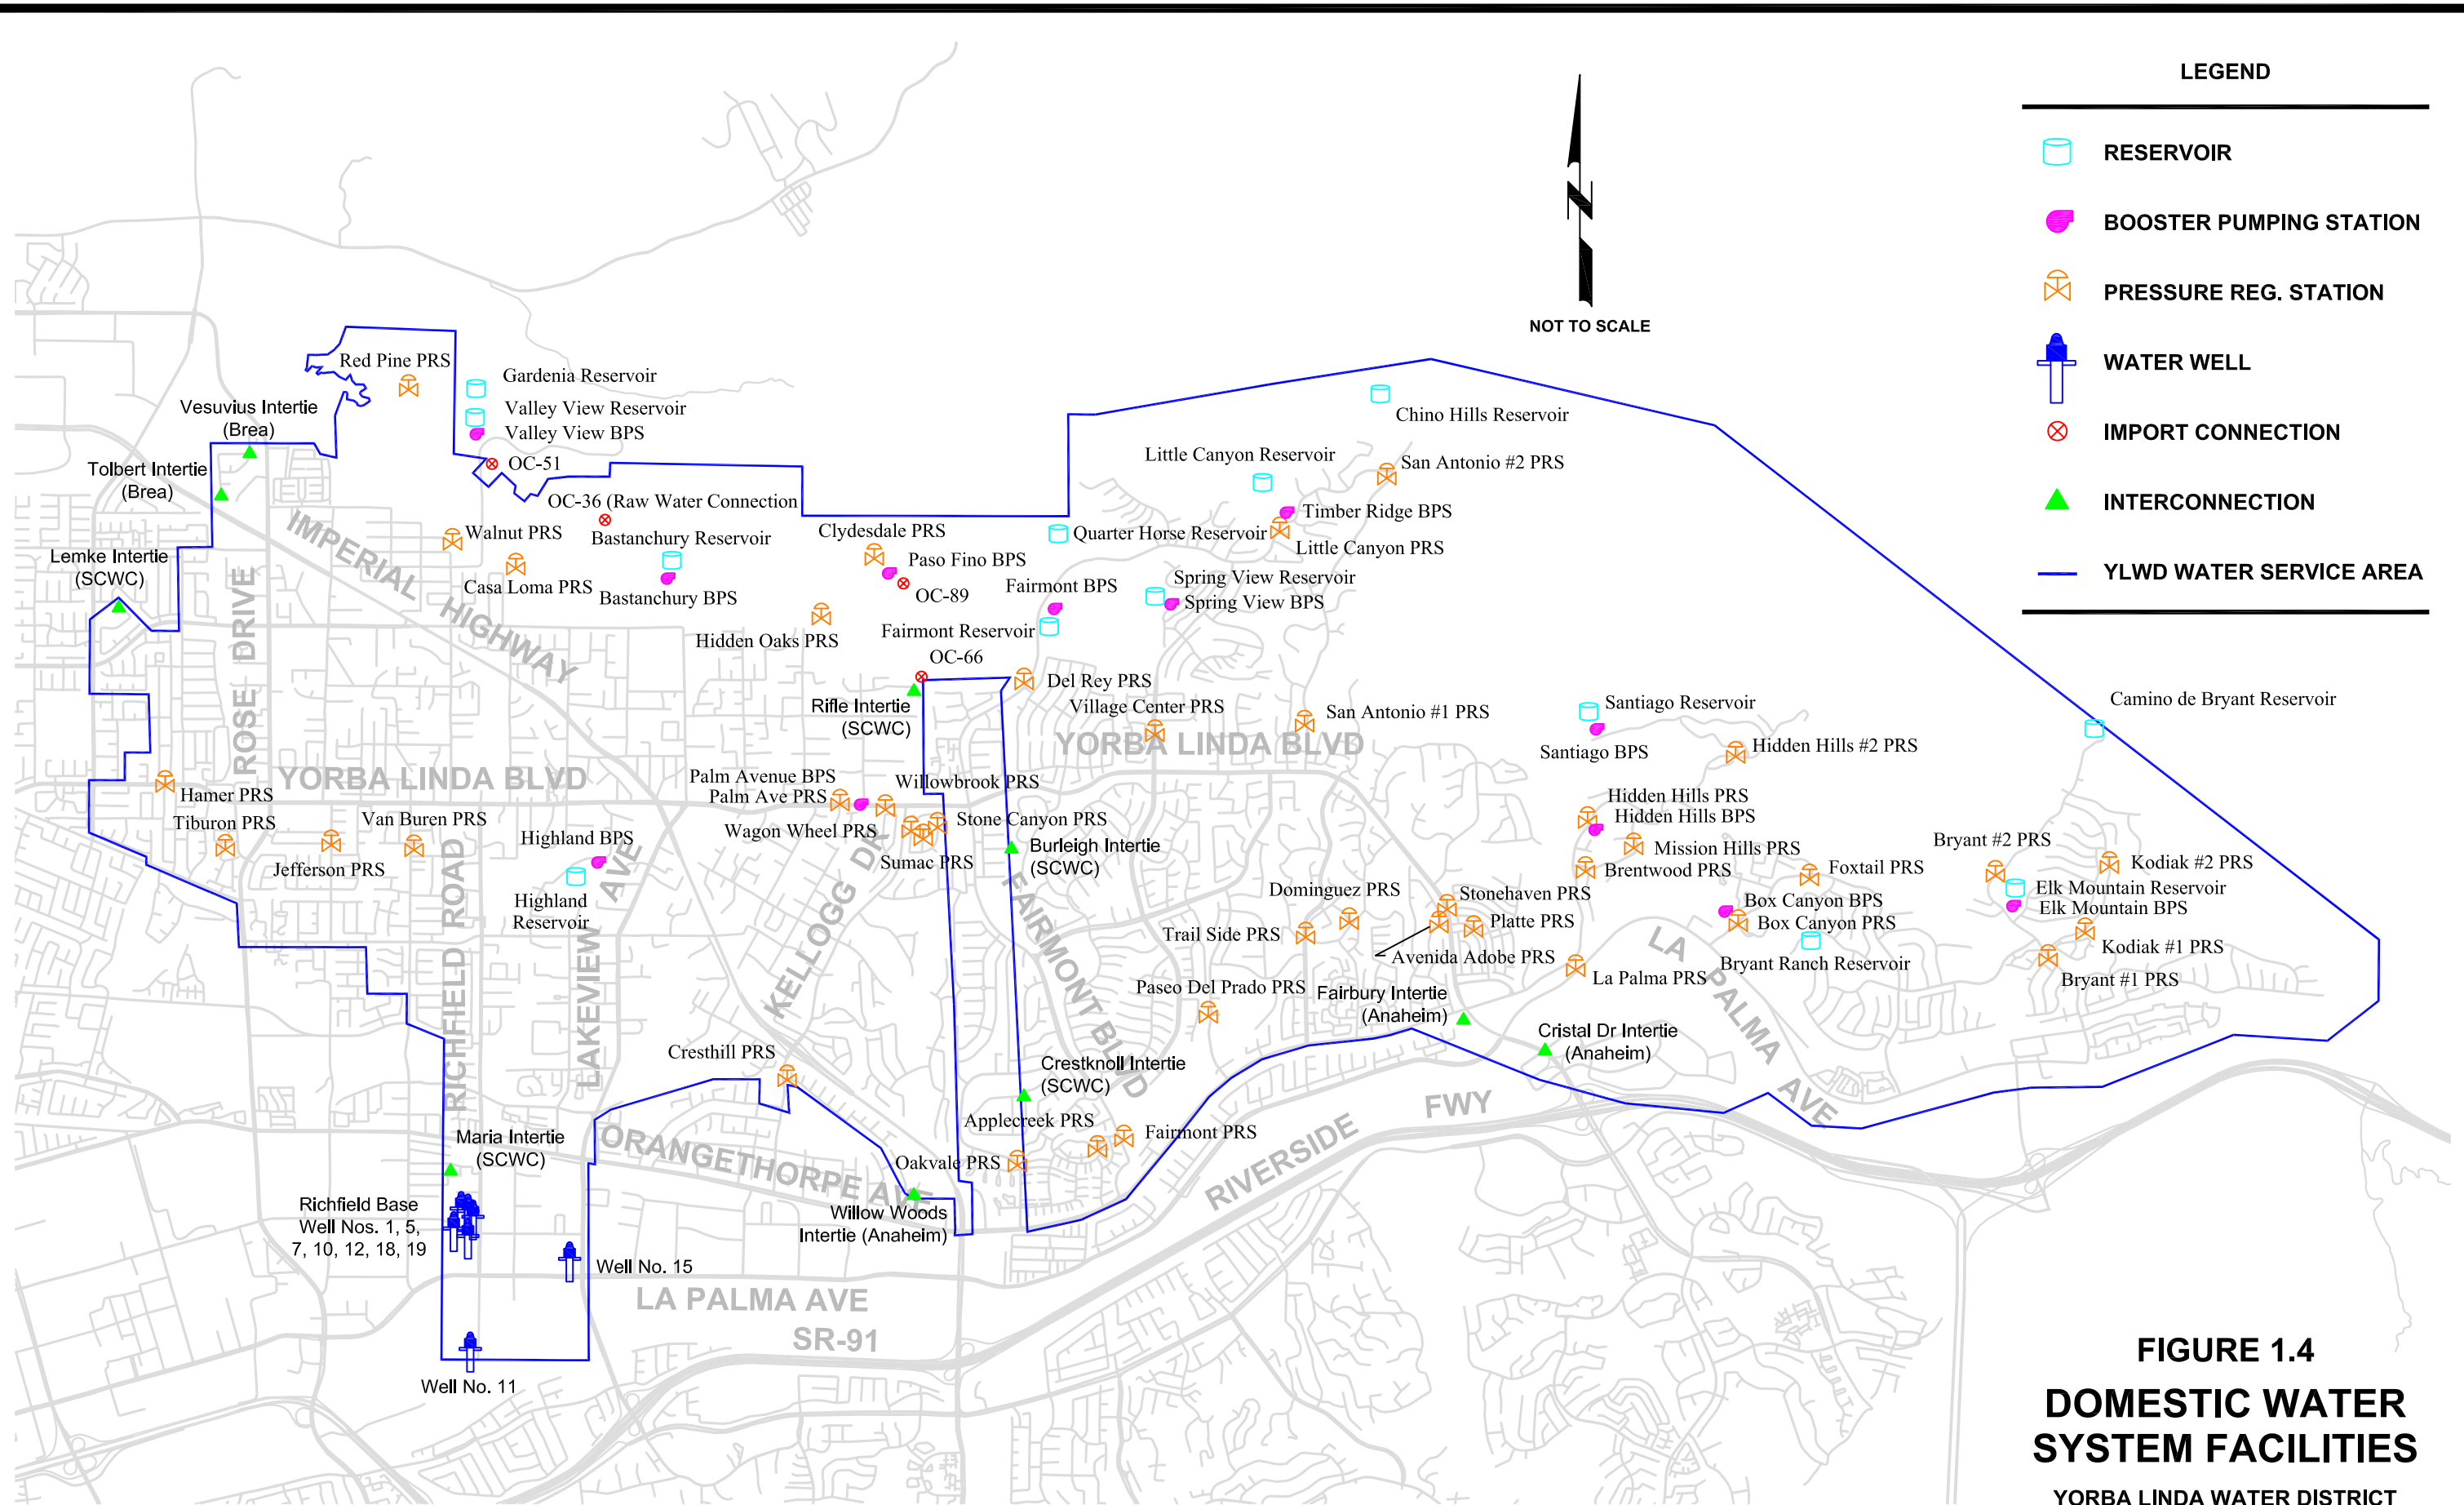 LEGEND
RESERVOIR
BOOSTER PUMPING STATION
PRESSURE REG. STATION
WATER WELL
IMPORT CONNECTION
INTERCONNECTION
YLWD WATER SERVICE AREA
N
NOT TO SCALE
Red Pine PRS
Gardenia Reservoir
Valley View Reservoir
Valley View BPS
Vesuvius Intertie
(Brea)
OC-51
Tolbert Intertie
(Brea)
OC-36 (Raw Water Connection
Walnut PRS
Bastanchury Reservoir
Lemke Intertie
(SCWC)
Casa Loma PRS
Bastanchury BPS
Clydesdale PRS
Paso Fino BPS
OC-89
Hidden Oaks PRS
Chino Hills Reservoir
Little Canyon Reservoir
San Antonio #2 PRS
Timber Ridge BPS
Quarter Horse Reservoir
Little Canyon PRS
Fairmont BPS
Spring View Reservoir
Spring View BPS
Fairmont Reservoir
OC-66
Rifle Intertie
(SCWC)
Del Rey PRS
Village Center PRS
San Antonio #1 PRS
Santiago Reservoir
Santiago BPS
Hidden Hills #2 PRS
Camino de Bryant Reservoir
IMPERIAL HIGHWAY
ROSE DRIVE
YORBA LINDA BLVD
YORBA LINDA BLVD
Hamer PRS
Tiburon PRS
Jefferson PRS
Van Buren PRS
Highland BPS
Highland
Reservoir
Palm Avenue BPS
Palm Ave PRS
Willowbrook PRS
Wagon Wheel PRS
Stone Canyon PRS
Sumac PRS
Burleigh Intertie
(SCWC)
Hidden Hills PRS
Hidden Hills BPS
Mission Hills PRS
Brentwood PRS
Foxtail PRS
Bryant #2 PRS
Kodiak #2 PRS
Elk Mountain Reservoir
Elk Mountain BPS
Kodiak #1 PRS
Bryant #1 PRS
Box Canyon BPS
Box Canyon PRS
Bryant Ranch Reservoir
Dominguez PRS
Stonehaven PRS
Platte PRS
Trail Side PRS
Avenida Adobe PRS
La Palma PRS
Paseo Del Prado PRS
Fairbury Intertie
(Anaheim)
Cristal Dr Intertie
(Anaheim)
RICHFIELD ROAD
LAKEVIEW AVE
KELLOGG DR
FAIRMONT BLVD
LA PALMA AVE
Cresthill PRS
Crestknoll Intertie
(SCWC)
Applecreek PRS
Fairmont PRS
Oakvale PRS
Maria Intertie
(SCWC)
ORANGETHORPE AVE
RIVERSIDE FWY
Willow Woods
Intertie (Anaheim)
Richfield Base
Well Nos. 1, 5,
7, 10, 12, 18, 19
Well No. 15
LA PALMA AVE
SR-91
Well No. 11
FIGURE 1.4
DOMESTIC WATER
SYSTEM FACILITIES
YORBA LINDA WATER DISTRICT